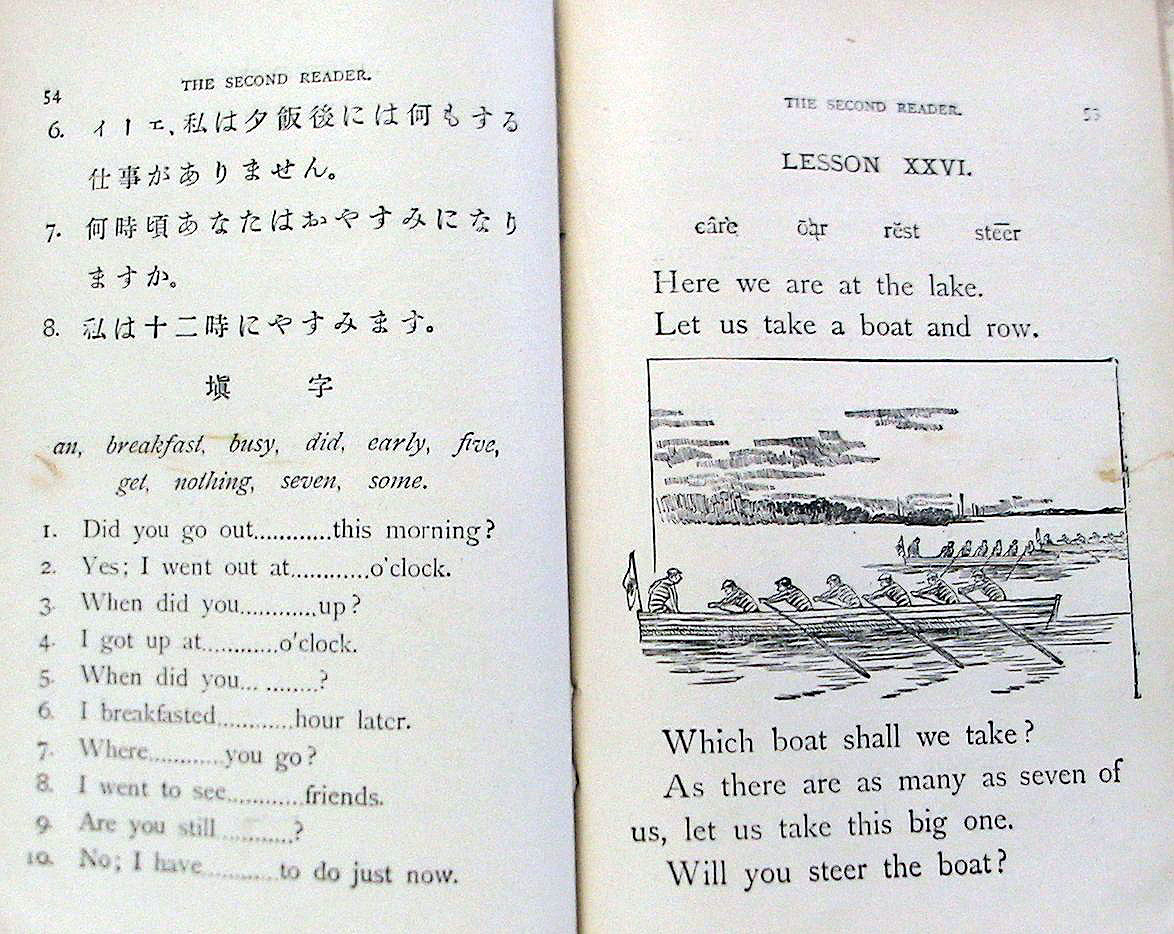 54
THE SECOND READER.
6. イーエ、私は夕飯後には何もする
仕事がありません。
7. 何時頃あなたはおやすみになり
ますか。
8. 私は十二時にやすみます。
塡 字
an, breakfast, busy, did, early, five,
get, nothing, seven, some.
1. Did you go out............this morning?
2. Yes; I went out at............o'clock.
3. When did you............up?
4. I got up at............o'clock.
5. When did you... ........?
6. I breakfasted............hour later.
7. Where............you go?
8. I went to see............friends.
9. Are you still............?
10. No; I have............to do just now.
THE SECOND READER.
LESSON XXVI.
câre ōar rĕst steer
Here we are at the lake.
Let us take a boat and row.
Which boat shall we take?
As there are as many as seven of
us, let us take this big one.
Will you steer the boat?